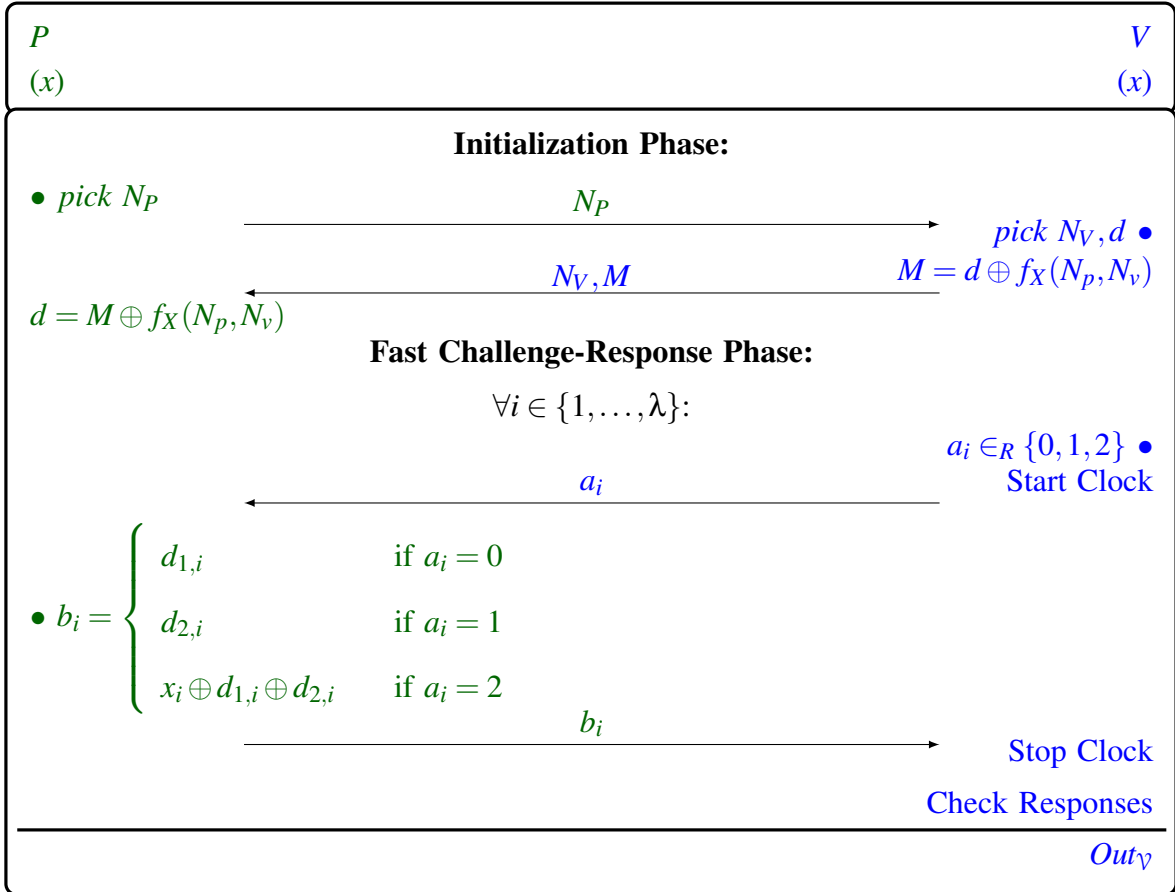 P V
(x) (x)
Initialization Phase:
• pick N_P
N_P
pick N_V, d •
M = d ⊕ f_X(N_p, N_v)
N_V, M
d = M ⊕ f_X(N_p, N_v)
Fast Challenge-Response Phase:
∀i ∈ {1,…,λ}:
a_i ∈_R {0,1,2} •
Start Clock
a_i
d_{1,i} if a_i = 0
• b_i = { d_{2,i} if a_i = 1
x_i ⊕ d_{1,i} ⊕ d_{2,i} if a_i = 2
b_i
Stop Clock
Check Responses
Out_𝒱